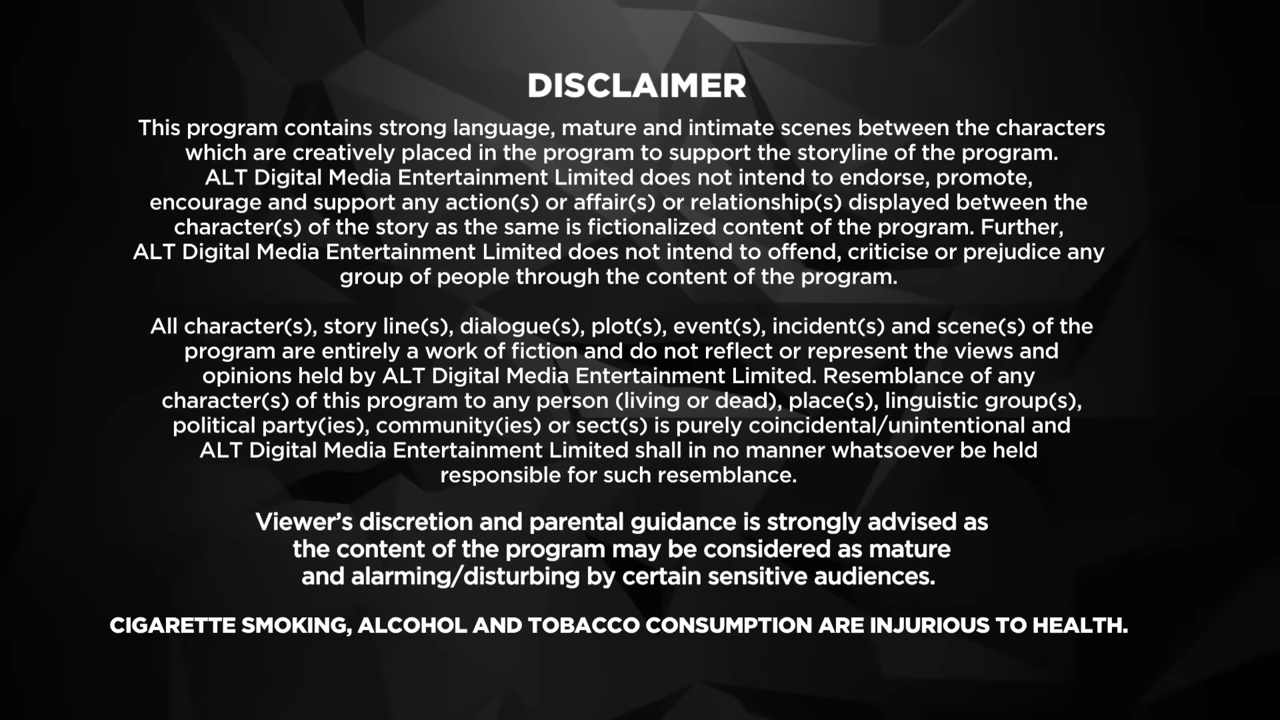 DISCLAIMER
This program contains strong language, mature and intimate scenes between the characters
which are creatively placed in the program to support the storyline of the program.
ALT Digital Media Entertainment Limited does not intend to endorse, promote,
encourage and support any action(s) or affair(s) or relationship(s) displayed between the
character(s) of the story as the same is fictionalized content of the program. Further,
ALT Digital Media Entertainment Limited does not intend to offend, criticise or prejudice any
group of people through the content of the program.
All character(s), story line(s), dialogue(s), plot(s), event(s), incident(s) and scene(s) of the
program are entirely a work of fiction and do not reflect or represent the views and
opinions held by ALT Digital Media Entertainment Limited. Resemblance of any
character(s) of this program to any person (living or dead), place(s), linguistic group(s),
political party(ies), community(ies) or sect(s) is purely coincidental/unintentional and
ALT Digital Media Entertainment Limited shall in no manner whatsoever be held
responsible for such resemblance.
Viewer’s discretion and parental guidance is strongly advised as
the content of the program may be considered as mature
and alarming/disturbing by certain sensitive audiences.
CIGARETTE SMOKING, ALCOHOL AND TOBACCO CONSUMPTION ARE INJURIOUS TO HEALTH.